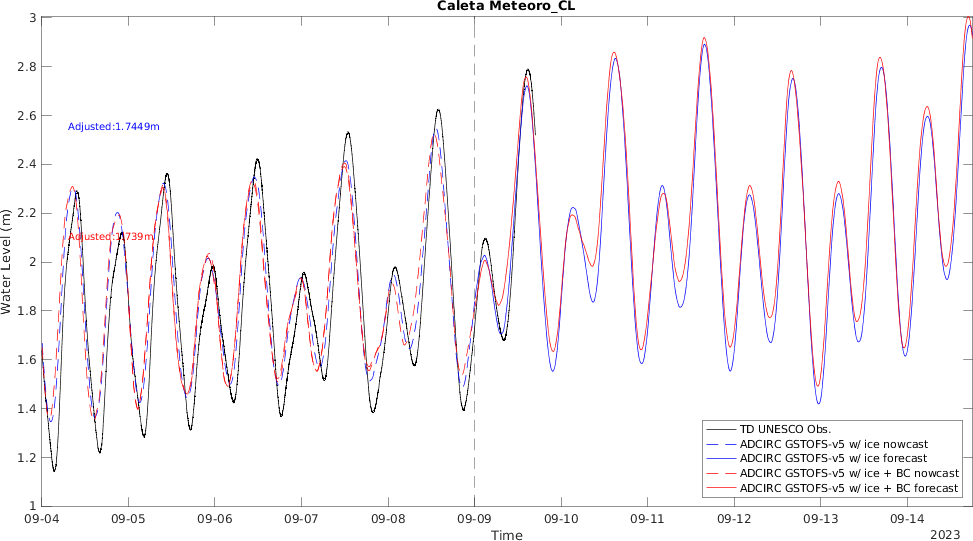 Caleta Meteoro_CL
3
2.8
2.6
2.4
2.2
2
1.8
1.6
1.4
1.2
1
Water Level (m)
Adjusted:1.7449m
TD UNESCO Obs.
ADCIRC GSTOFS-v5 w/ ice nowcast
ADCIRC GSTOFS-v5 w/ ice forecast
ADCIRC GSTOFS-v5 w/ ice + BC nowcast
ADCIRC GSTOFS-v5 w/ ice + BC forecast
09-04 09-05 09-06 09-07 09-08 09-09 09-10 09-11 09-12 09-13 09-14
Time
2023